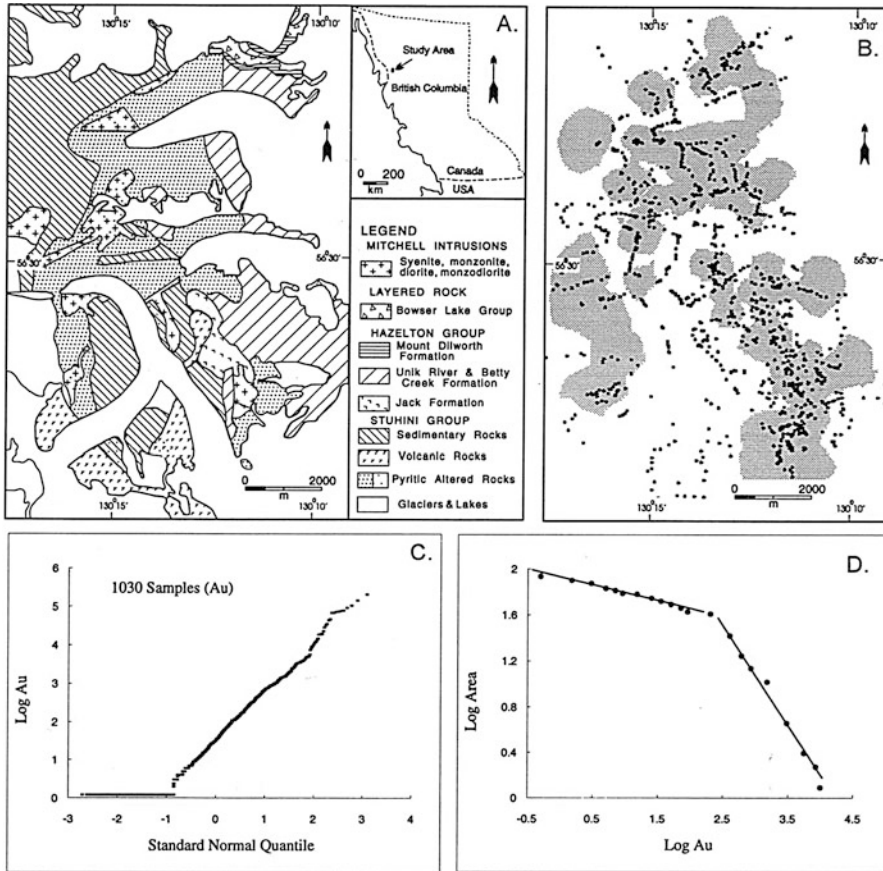 130°15'
130°10'
A.
Study Area
British Columbia
0 200
km
Canada
USA
56°30'
LEGEND
MITCHELL INTRUSIONS
Syenite, monzonite,
diorite, monzodiorite
LAYERED ROCK
Bowser Lake Group
HAZELTON GROUP
Mount Dilworth
Formation
Unik River & Betty
Creek Formation
Jack Formation
STUHINI GROUP
Sedimentary Rocks
Volcanic Rocks
Pyritic Altered Rocks
Glaciers & Lakes
0 2000
m
130°15'
130°10'
130°15'
130°10'
B.
56°30'
0 2000
m
130°15'
130°10'
C.
1030 Samples (Au)
Log Au
6
5
4
3
2
1
0
-3 -2 -1 0 1 2 3 4
Standard Normal Quantile
D.
Log Area
2
1.6
1.2
0.8
0.4
0
-0.5 0.5 1.5 2.5 3.5 4.5
Log Au